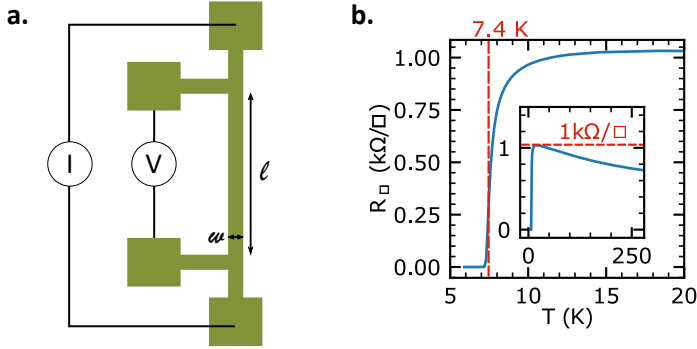 a.
I
V
ℓ
w
b.
7.4 K
R□ (kΩ/□)
1.00
0.75
0.50
0.25
0.00
1kΩ/□
1
0
0
250
5
10
15
20
T (K)